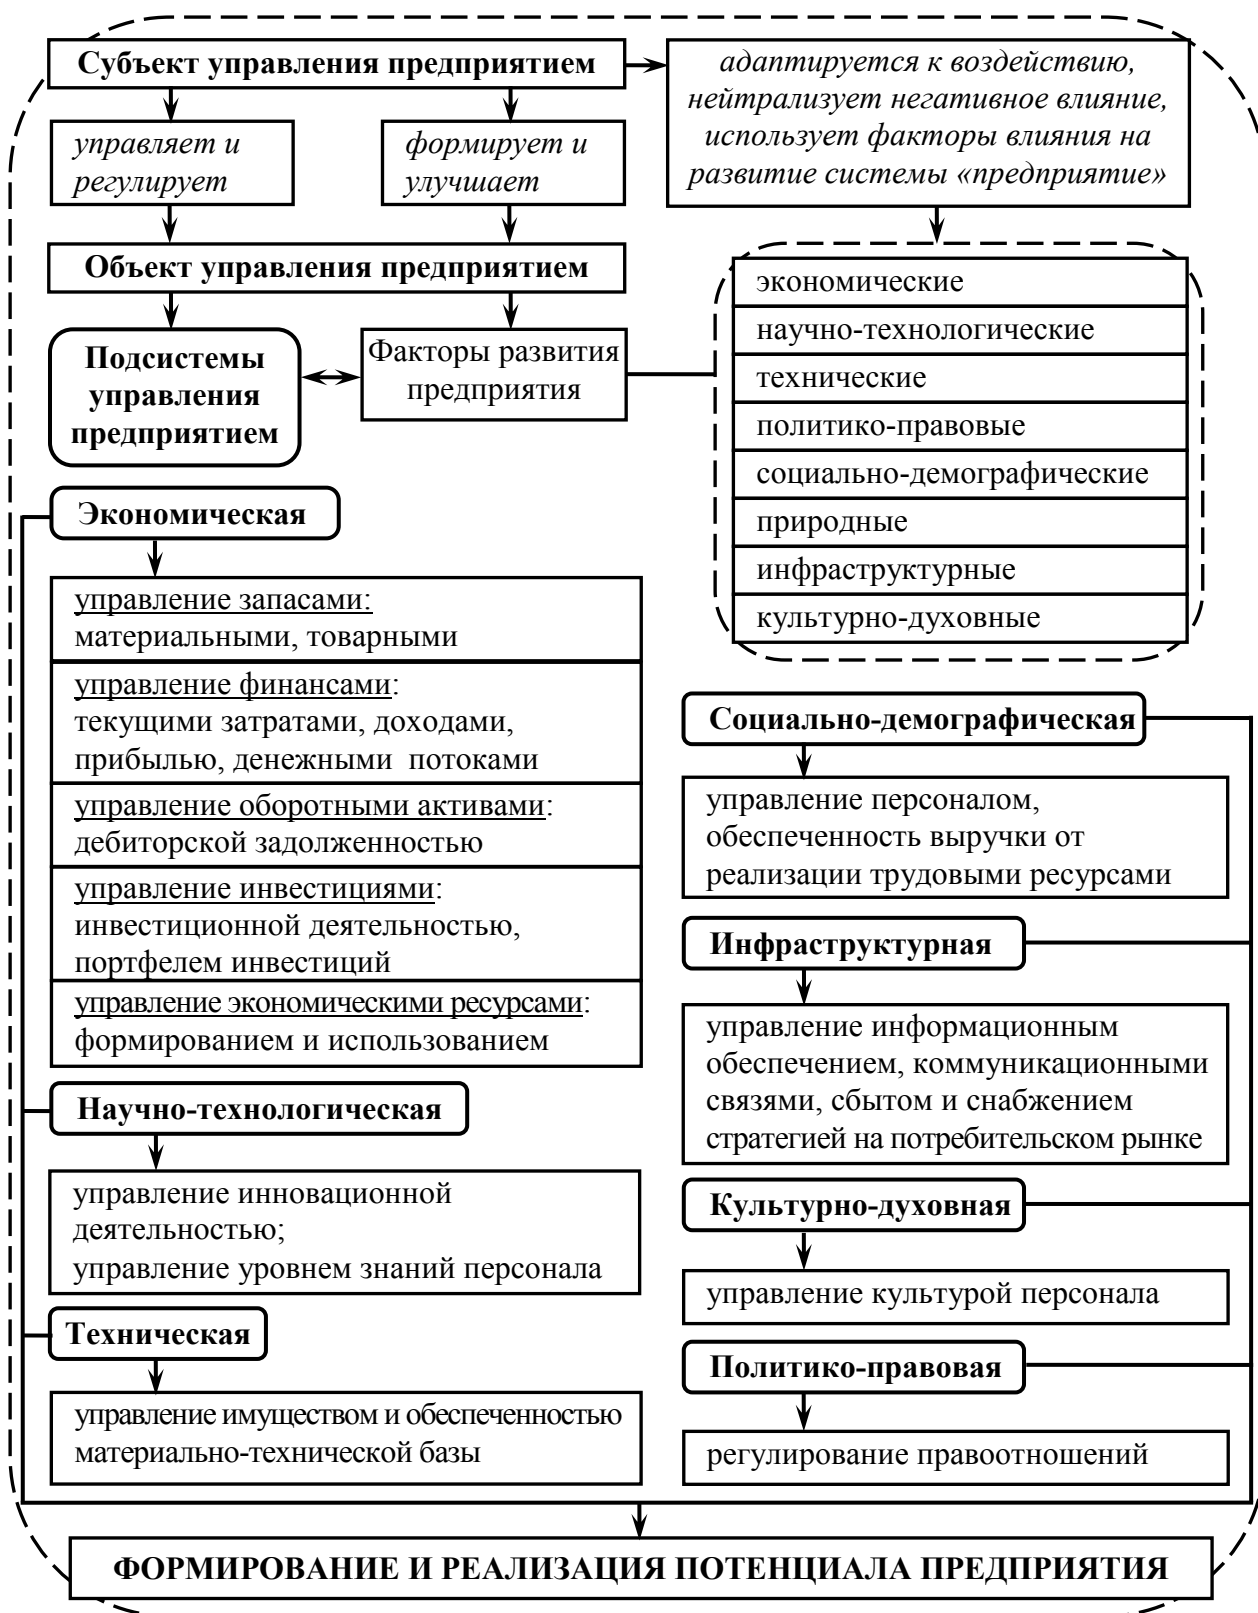 Субъект управления предприятием
адаптируется к воздействию,
нейтрализует негативное влияние,
использует факторы влияния на
развитие системы «предприятие»
управляет и
регулирует
формирует и
улучшает
Объект управления предприятием
Подсистемы
управления
предприятием
Факторы развития
предприятия
экономические
научно-технологические
технические
политико-правовые
социально-демографические
природные
инфраструктурные
культурно-духовные
Экономическая
управление запасами:
материальными, товарными
управление финансами:
текущими затратами, доходами,
прибылью, денежными потоками
управление оборотными активами:
дебиторской задолженностью
управление инвестициями:
инвестиционной деятельностью,
портфелем инвестиций
управление экономическими ресурсами:
формированием и использованием
Научно-технологическая
управление инновационной
деятельностью;
управление уровнем знаний персонала
Техническая
управление имуществом и обеспеченностью
материально-технической базы
Социально-демографическая
управление персоналом,
обеспеченность выручки от
реализации трудовыми ресурсами
Инфраструктурная
управление информационным
обеспечением, коммуникационными
связями, сбытом и снабжением
стратегией на потребительском рынке
Культурно-духовная
управление культурой персонала
Политико-правовая
регулирование правоотношений
ФОРМИРОВАНИЕ И РЕАЛИЗАЦИЯ ПОТЕНЦИАЛА ПРЕДПРИЯТИЯ